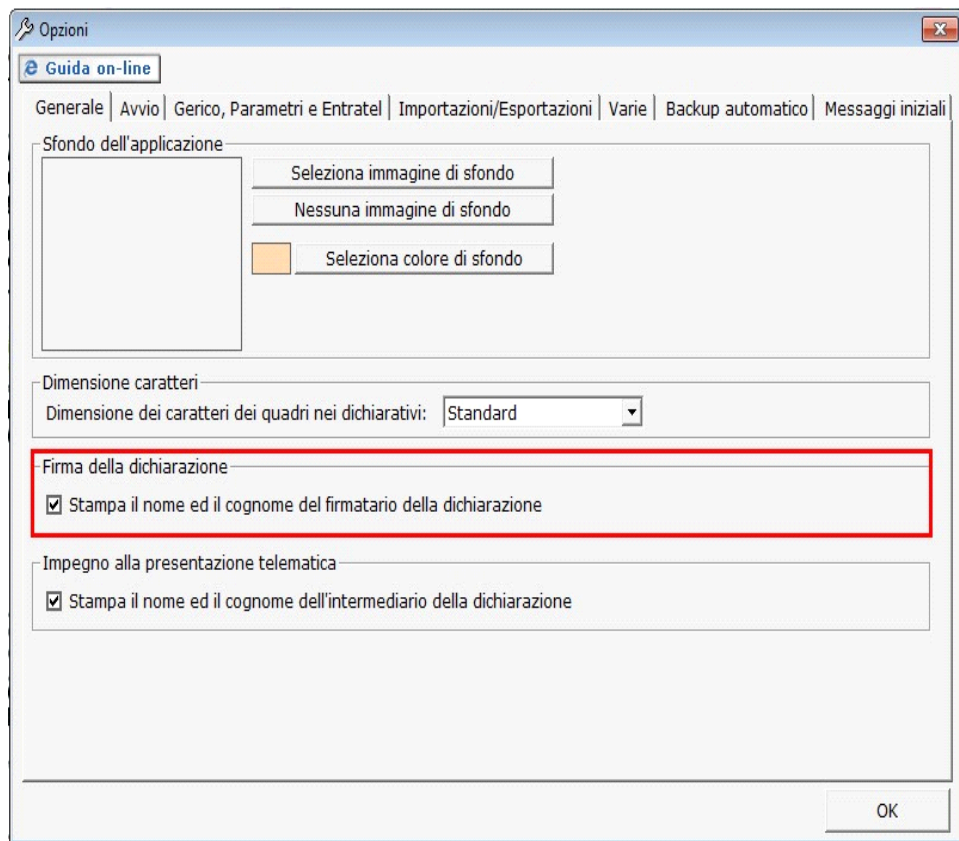 Opzioni
Guida on-line
Generale Avvio Gerico, Parametri e Entratel Importazioni/Esportazioni Varie Backup automatico Messaggi iniziali
Sfondo dell'applicazione
Seleziona immagine di sfondo
Nessuna immagine di sfondo
Seleziona colore di sfondo
Dimensione caratteri
Dimensione dei caratteri dei quadri nei dichiarativi: Standard
Firma della dichiarazione
Stampa il nome ed il cognome del firmatario della dichiarazione
Impegno alla presentazione telematica
Stampa il nome ed il cognome dell'intermediario della dichiarazione
OK